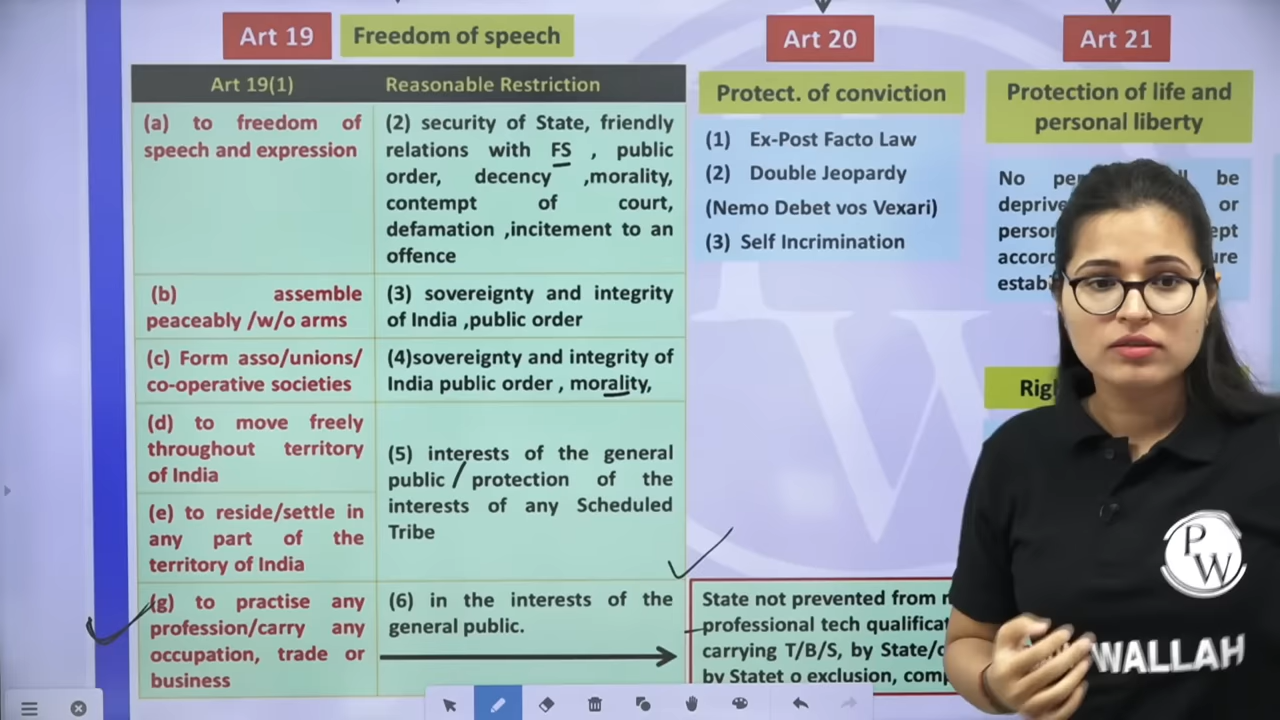 Art 19
Freedom of speech
Art 20
Art 21
Art 19(1)
Reasonable Restriction
(a) to freedom of
speech and expression
(2) security of State, friendly
relations with FS , public
order, decency ,morality,
contempt of court,
defamation ,incitement to an
offence
(b) assemble
peaceably /w/o arms
(3) sovereignty and integrity
of India ,public order
(c) Form asso/unions/
co-operative societies
(4)sovereignty and integrity of
India public order , morality,
(d) to move freely
throughout territory
of India
(5) interests of the general
public / protection of the
interests of any Scheduled
Tribe
(e) to reside/settle in
any part of the
territory of India
(g) to practise any
profession/carry any
occupation, trade or
business
(6) in the interests of the
general public.
Protect. of conviction
(1) Ex-Post Facto Law
(2) Double Jeopardy
(Nemo Debet vos Vexari)
(3) Self Incrimination
Protection of life and
personal liberty
No be
or
State not prevented from
professional tech
carrying T/B/S, by
by Statet o exclusion,
P
W
WALLAH